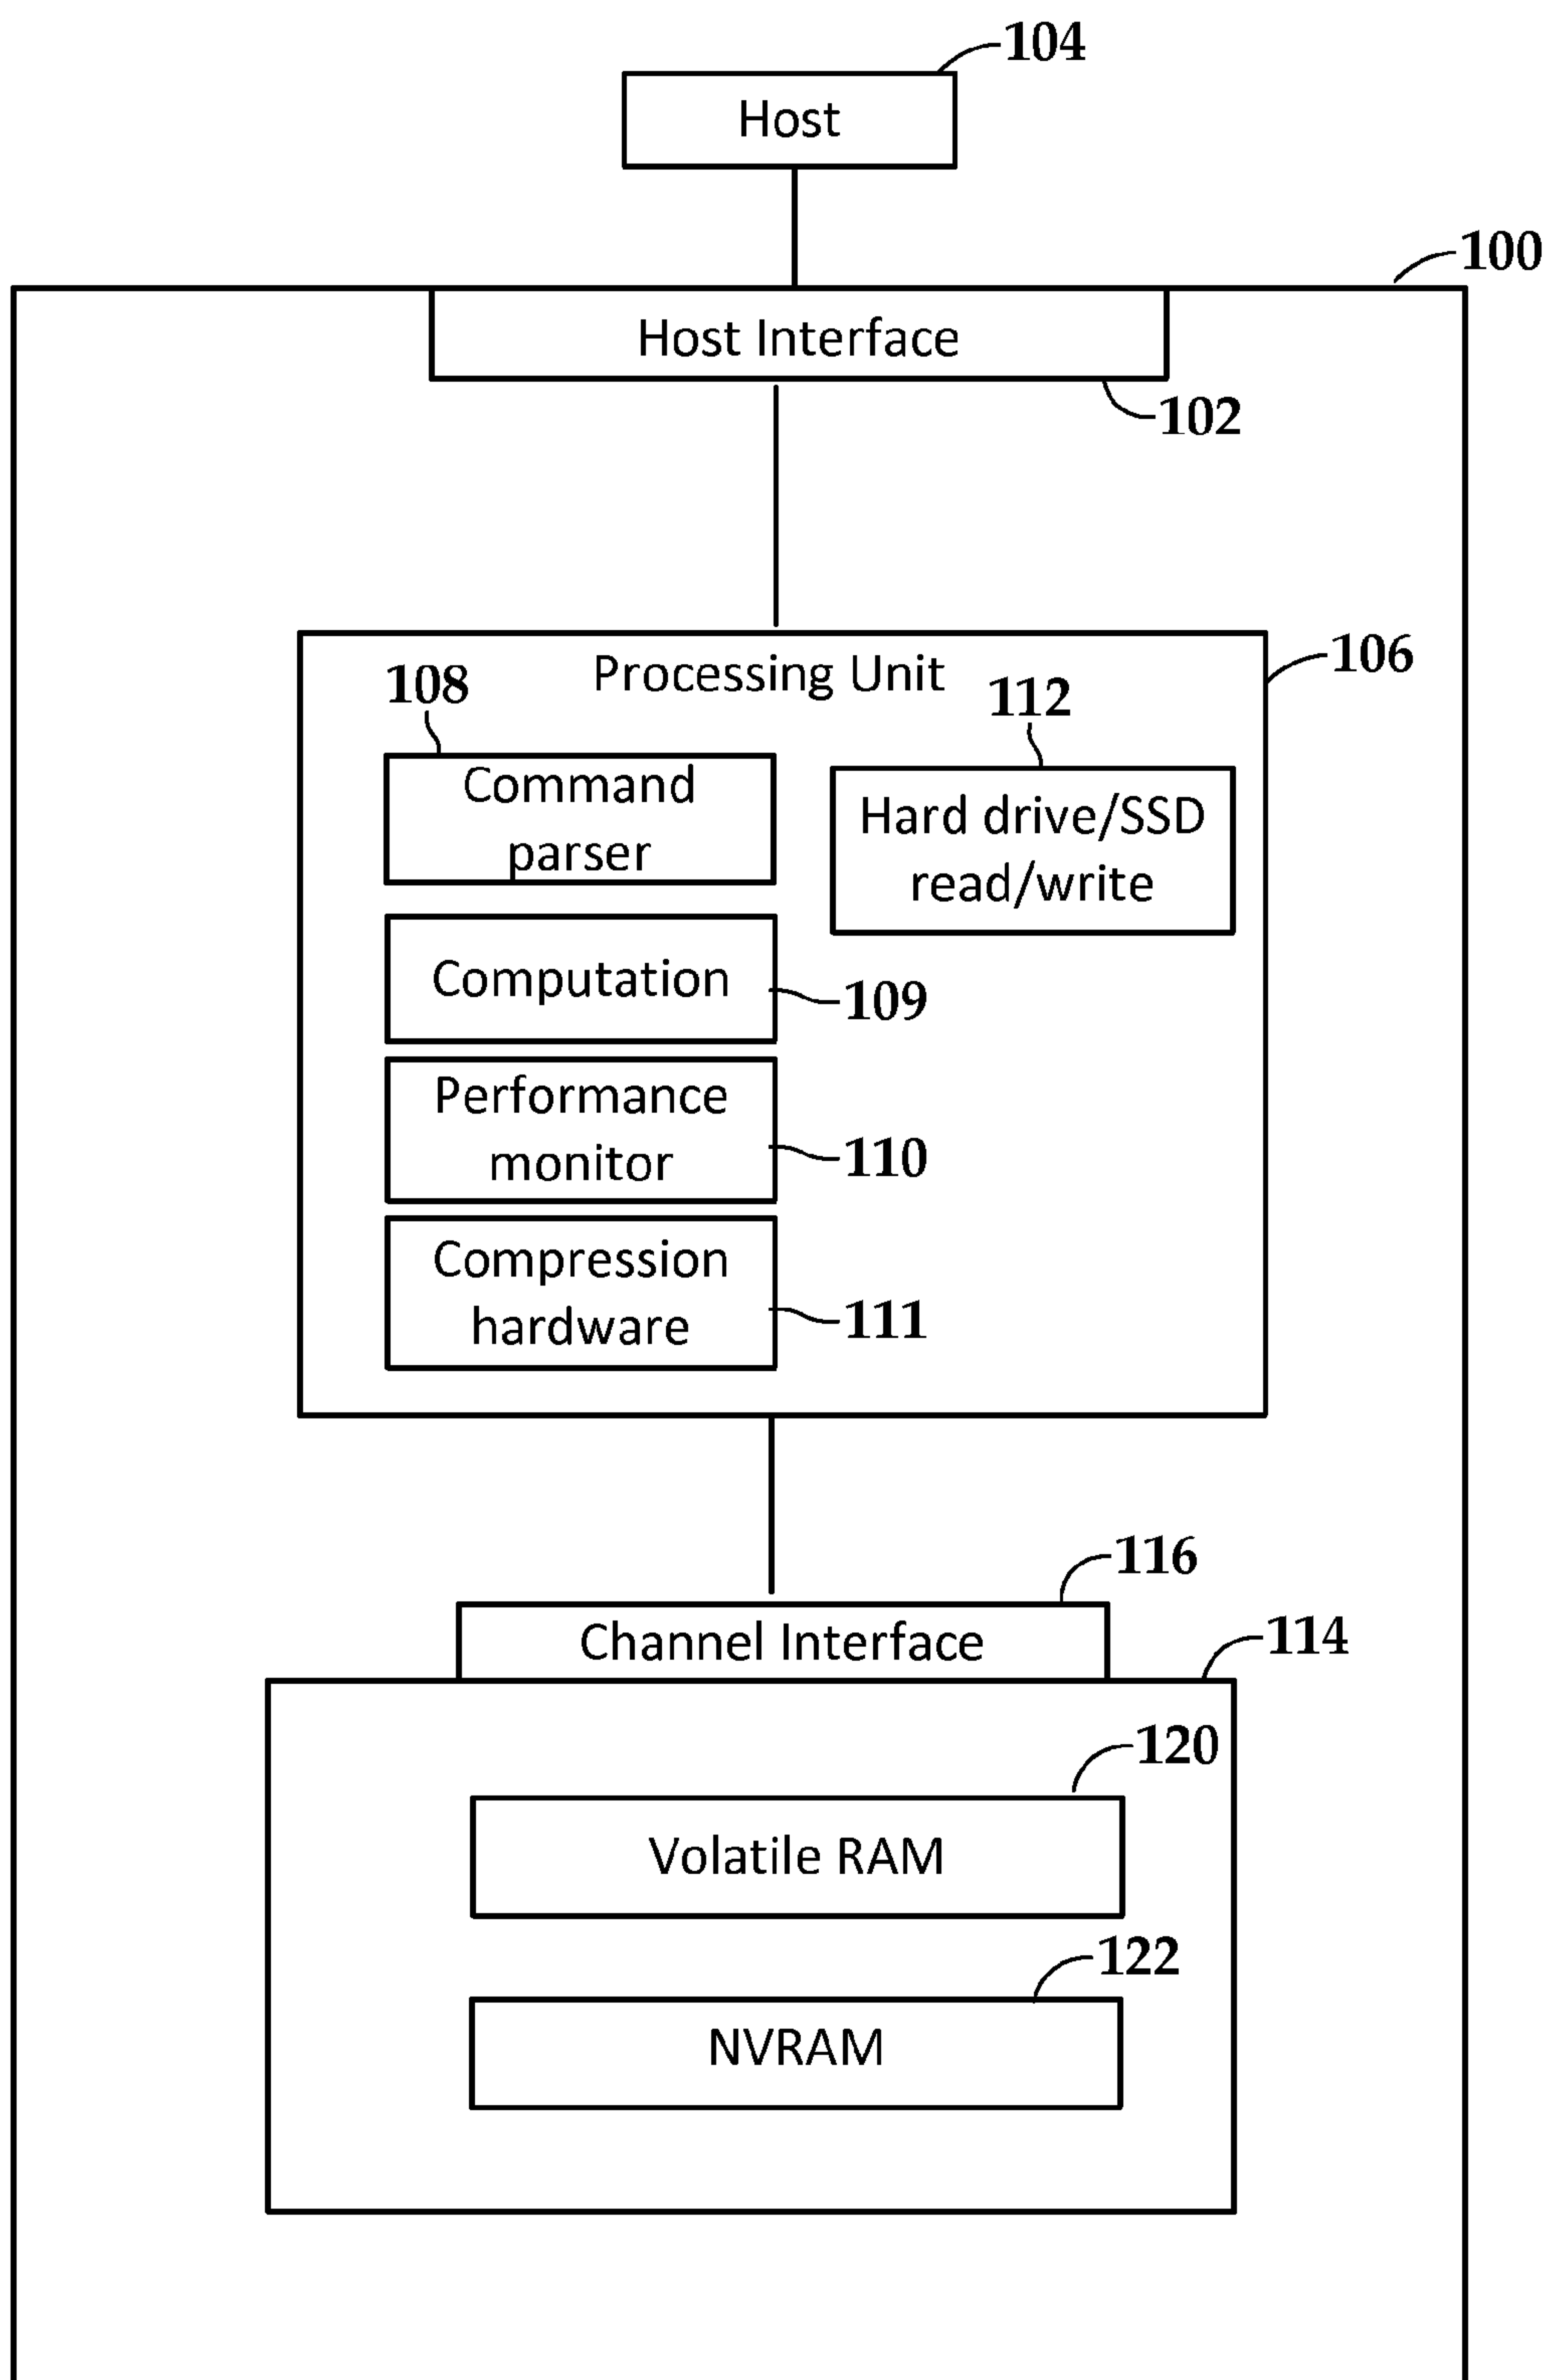 104
Host
100
Host Interface
102
106
Processing Unit
108
112
Command
parser
Hard drive/SSD
read/write
Computation
109
Performance
monitor
110
Compression
hardware
111
116
Channel Interface
114
120
Volatile RAM
122
NVRAM